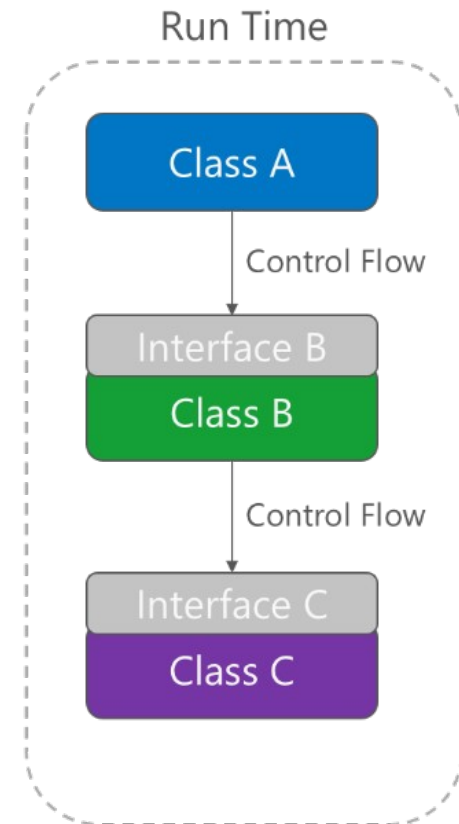 Run Time
Class A
Control Flow
Interface B
Class B
Control Flow
Interface C
Class C